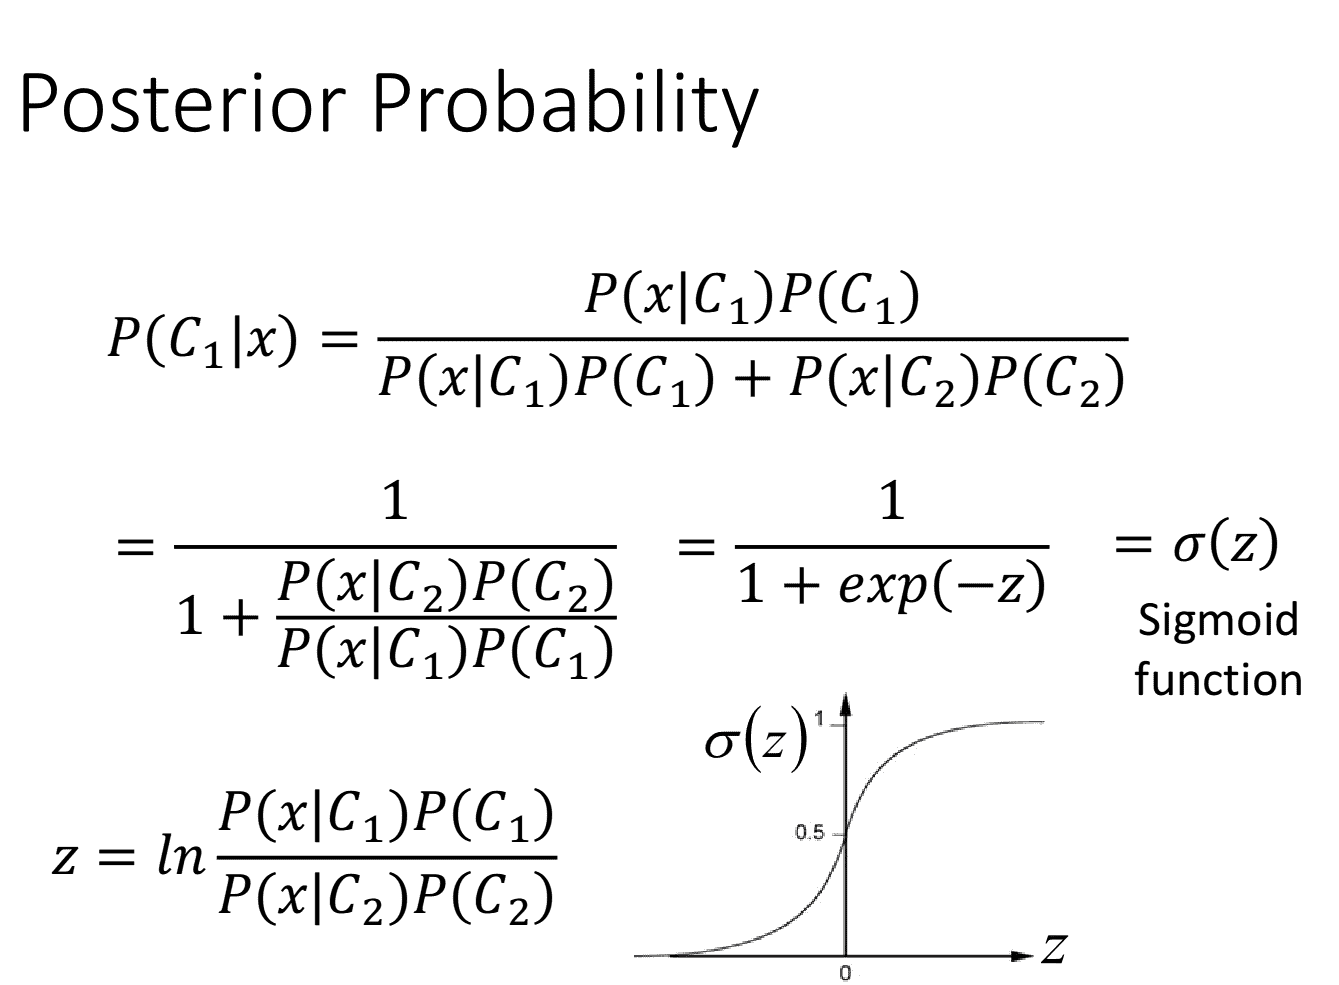 Posterior Probability
P(C₁|x) = P(x|C₁)P(C₁) / P(x|C₁)P(C₁) + P(x|C₂)P(C₂)
= 1 / 1 + P(x|C₂)P(C₂) / P(x|C₁)P(C₁) = 1 / 1 + exp(−z) = σ(z)
Sigmoid
function
z = ln P(x|C₁)P(C₁) / P(x|C₂)P(C₂)
σ(z)
1
0.5
0
z